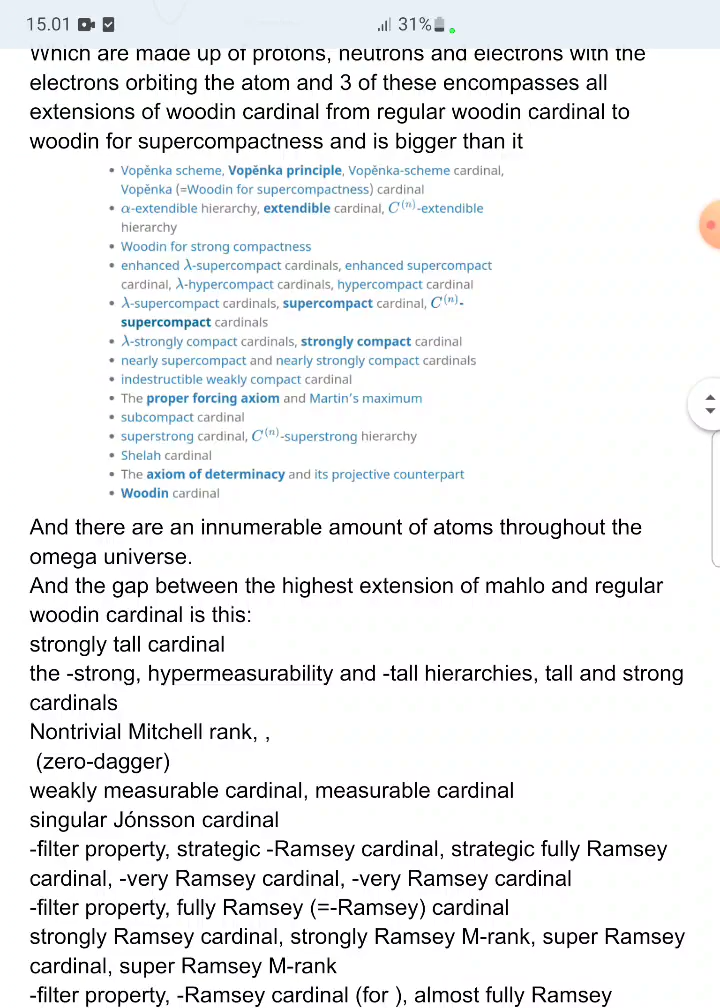 15.01 31%
Which are made up of protons, neutrons and electrons with the
electrons orbiting the atom and 3 of these encompasses all
extensions of woodin cardinal from regular woodin cardinal to
woodin for supercompactness and is bigger than it
• Vopěnka scheme, Vopěnka principle, Vopěnka-scheme cardinal,
Vopěnka (=Woodin for supercompactness) cardinal
• α-extendible hierarchy, extendible cardinal, C⁽ⁿ⁾-extendible
hierarchy
• Woodin for strong compactness
• enhanced λ-supercompact cardinals, enhanced supercompact
cardinal, λ-hypercompact cardinals, hypercompact cardinal
• λ-supercompact cardinals, supercompact cardinal, C⁽ⁿ⁾-
supercompact cardinals
• λ-strongly compact cardinals, strongly compact cardinal
• nearly supercompact and nearly strongly compact cardinals
• indestructible weakly compact cardinal
• The proper forcing axiom and Martin's maximum
• subcompact cardinal
• superstrong cardinal, C⁽ⁿ⁾-superstrong hierarchy
• Shelah cardinal
• The axiom of determinacy and its projective counterpart
• Woodin cardinal
And there are an innumerable amount of atoms throughout the
omega universe.
And the gap between the highest extension of mahlo and regular
woodin cardinal is this:
strongly tall cardinal
the -strong, hypermeasurability and -tall hierarchies, tall and strong
cardinals
Nontrivial Mitchell rank, ,
(zero-dagger)
weakly measurable cardinal, measurable cardinal
singular Jónsson cardinal
-filter property, strategic -Ramsey cardinal, strategic fully Ramsey
cardinal, -very Ramsey cardinal, -very Ramsey cardinal
-filter property, fully Ramsey (=-Ramsey) cardinal
strongly Ramsey cardinal, strongly Ramsey M-rank, super Ramsey
cardinal, super Ramsey M-rank
-filter property, -Ramsey cardinal (for ), almost fully Ramsey